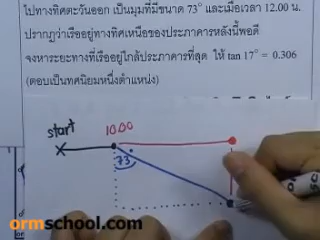 ไปทางทิศตะวันออก เป็นมุมที่มีขนาด 73° และเมื่อเวลา 12.00 น.
ปรากฏว่าเรืออยู่ทางทิศเหนือของประภาคารหลังนี้พอดี
จงหาระยะทางที่เรืออยู่ใกล้ประภาคารที่สุด ให้ tan 17° = 0.306
(ตอบเป็นทศนิยมหนึ่งตำแหน่ง)
start
1000
73°
ormschool.com